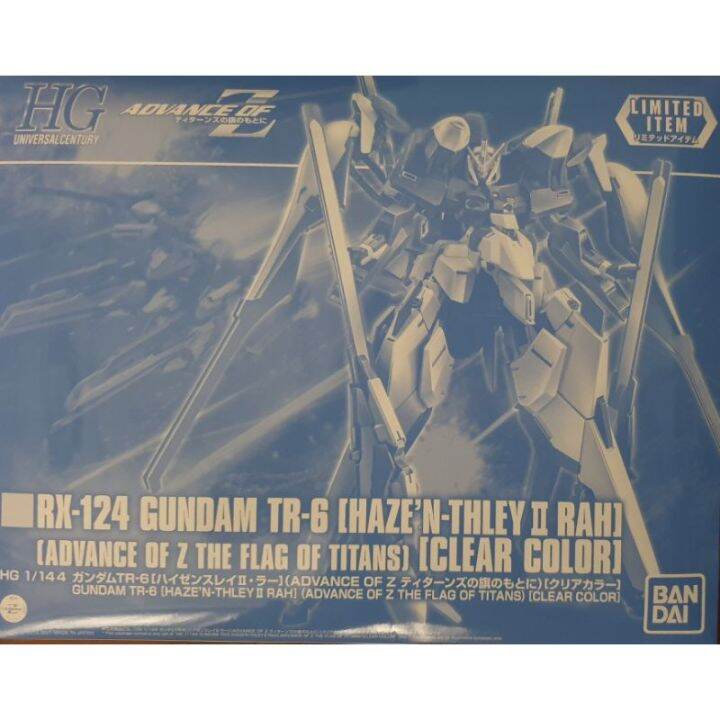 HG
UNIVERSAL CENTURY
ADVANCE OF Z
ティターンズの旗のもとに
LIMITED
ITEM
リミテッドアイテム
RX-124 GUNDAM TR-6 [HAZE'N-THLEY II RAH]
(ADVANCE OF Z THE FLAG OF TITANS) [CLEAR COLOR]
HG 1/144 ガンダムTR-6[ハイゼンスレイII・ラー](ADVANCE OF Z ティターンズの旗のもとに)[クリアカラー]
GUNDAM TR-6 [HAZE'N-THLEY II RAH] (ADVANCE OF Z THE FLAG OF TITANS) [CLEAR COLOR]
BAN
DAI